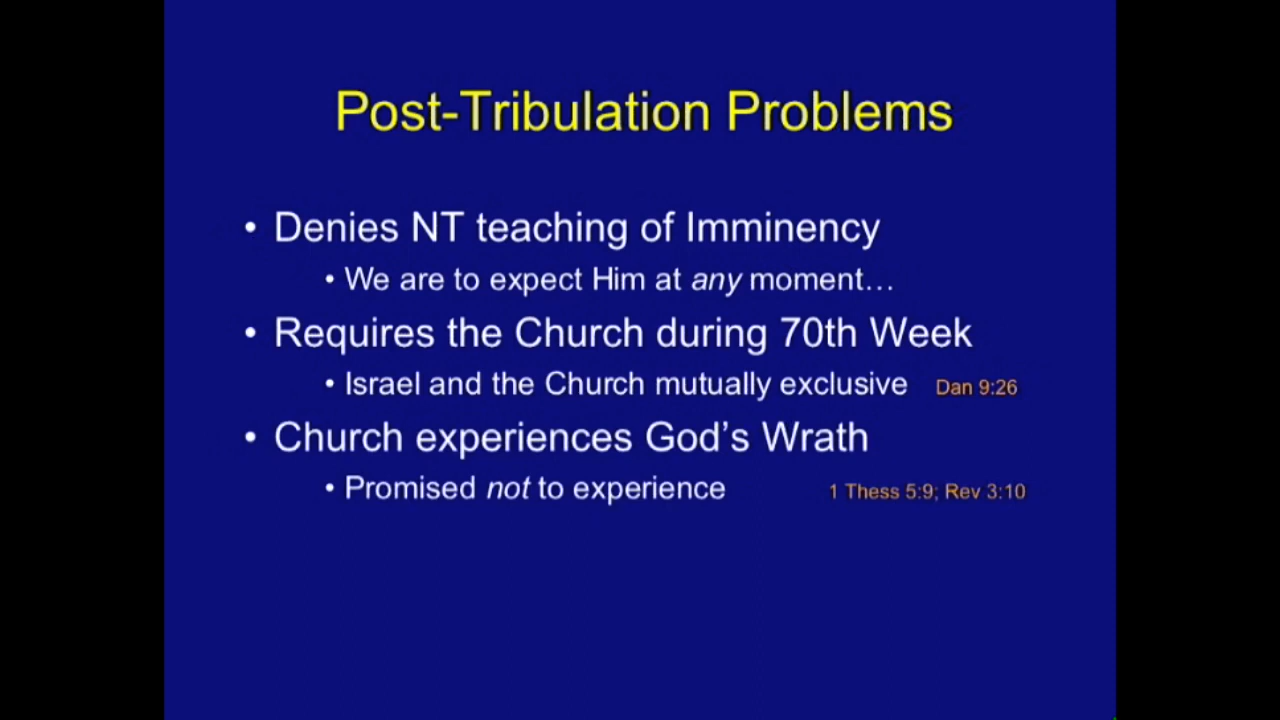 Post-Tribulation Problems
• Denies NT teaching of Imminency
• We are to expect Him at any moment…
• Requires the Church during 70th Week
• Israel and the Church mutually exclusive Dan 9:26
• Church experiences God’s Wrath
• Promised not to experience 1 Thess 5:9; Rev 3:10